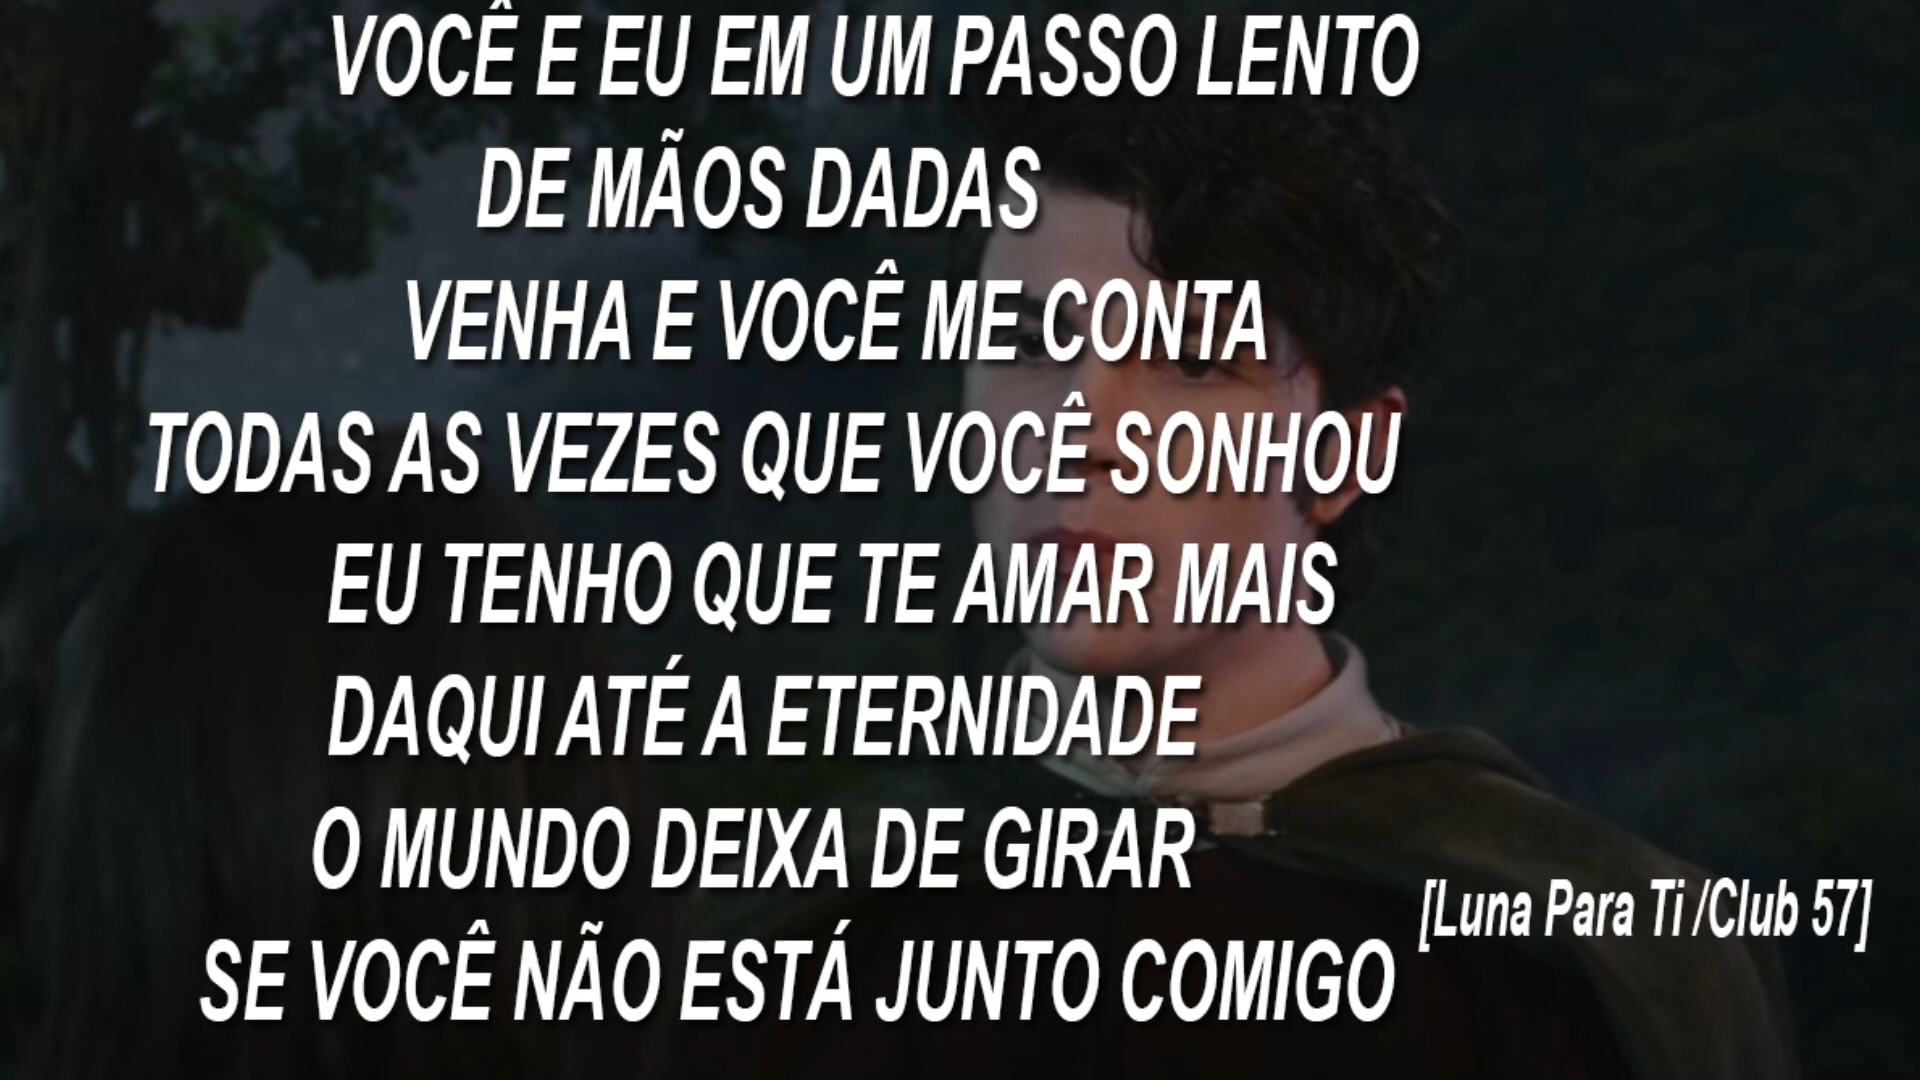 VOCÊ E EU EM UM PASSO LENTO
DE MÃOS DADAS
VENHA E VOCÊ ME CONTA
TODAS AS VEZES QUE VOCÊ SONHOU
EU TENHO QUE TE AMAR MAIS
DAQUI ATÉ A ETERNIDADE
O MUNDO DEIXA DE GIRAR
SE VOCÊ NÃO ESTÁ JUNTO COMIGO
[Luna Para Ti /Club 57]